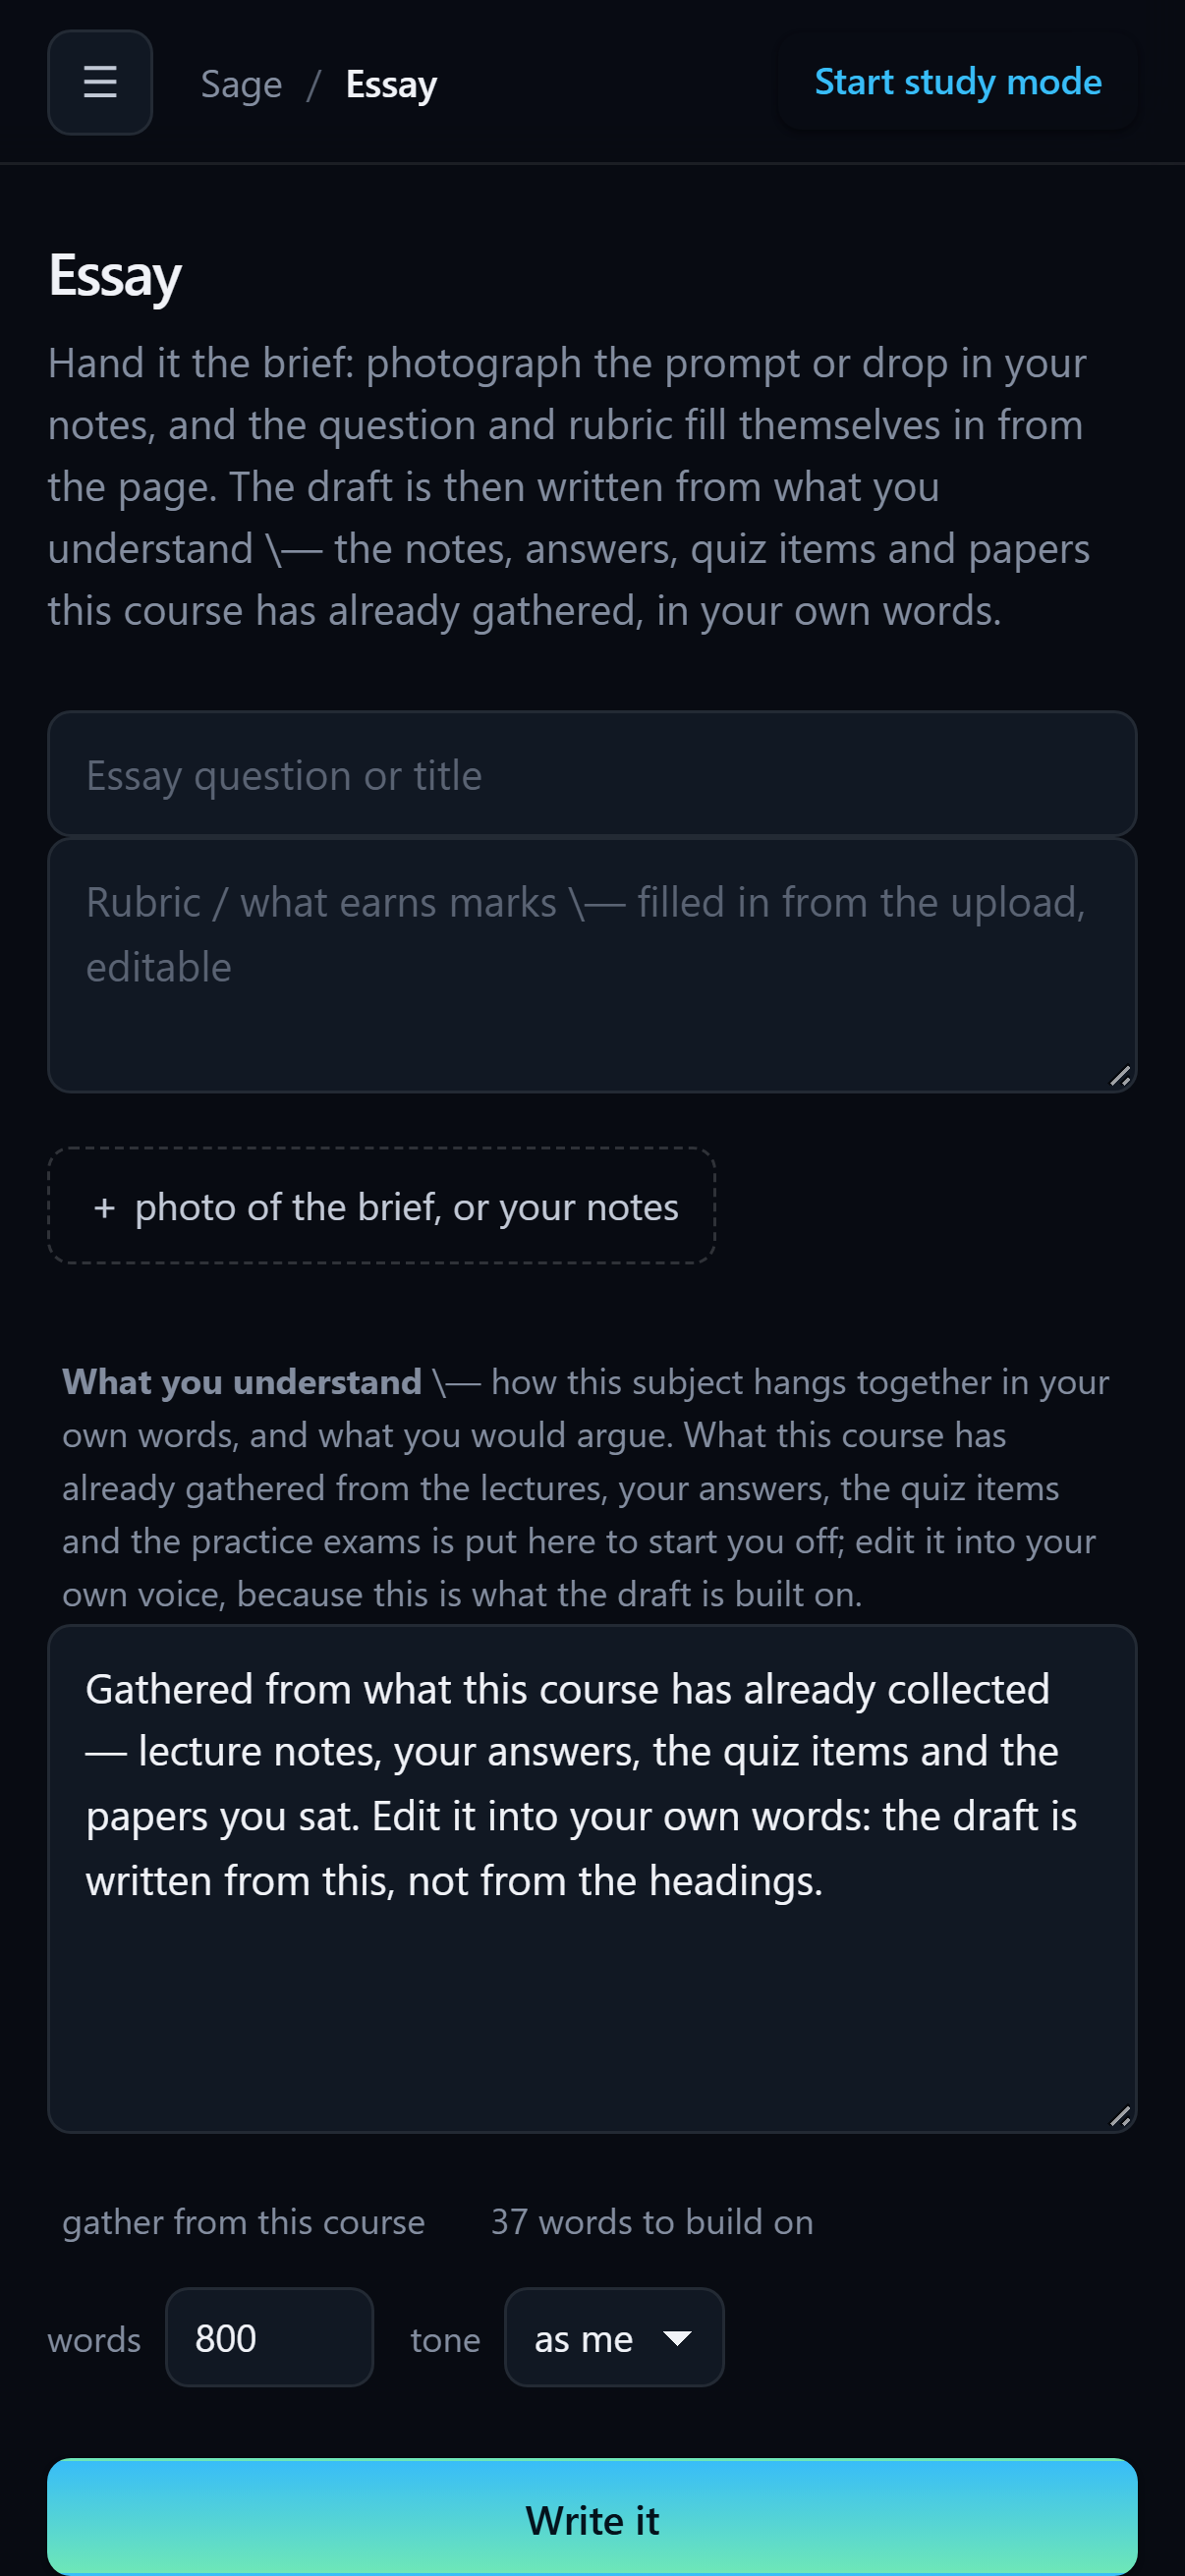 ☰ Sage / Essay Start study mode
Essay
Hand it the brief: photograph the prompt or drop in your
notes, and the question and rubric fill themselves in from
the page. The draft is then written from what you
understand \— the notes, answers, quiz items and papers
this course has already gathered, in your own words.
Essay question or title
Rubric / what earns marks \— filled in from the upload,
editable
+ photo of the brief, or your notes
What you understand \— how this subject hangs together in your
own words, and what you would argue. What this course has
already gathered from the lectures, your answers, the quiz items
and the practice exams is put here to start you off; edit it into your
own voice, because this is what the draft is built on.
Gathered from what this course has already collected
— lecture notes, your answers, the quiz items and the
papers you sat. Edit it into your own words: the draft is
written from this, not from the headings.
gather from this course 37 words to build on
words 800 tone as me
Write it